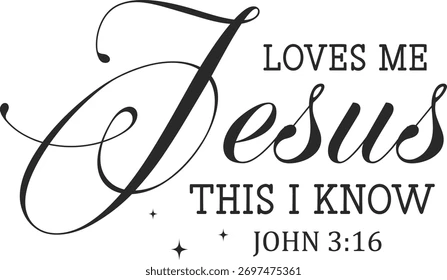 LOVES ME
Jesus
THIS I KNOW
JOHN 3:16
shutterstock.com · 2697475361